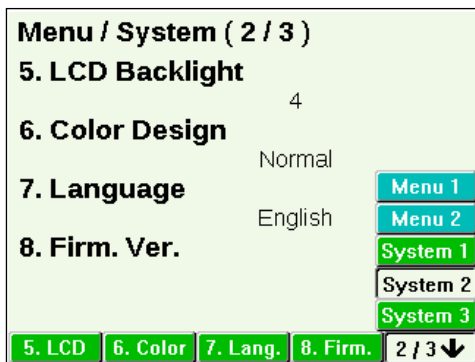 Menu / System ( 2 / 3 )
5. LCD Backlight
4
6. Color Design
Normal
7. Language
English
8. Firm. Ver.
Menu 1
Menu 2
System 1
System 2
System 3
5. LCD 6. Color 7. Lang. 8. Firm. 2 / 3 ↓